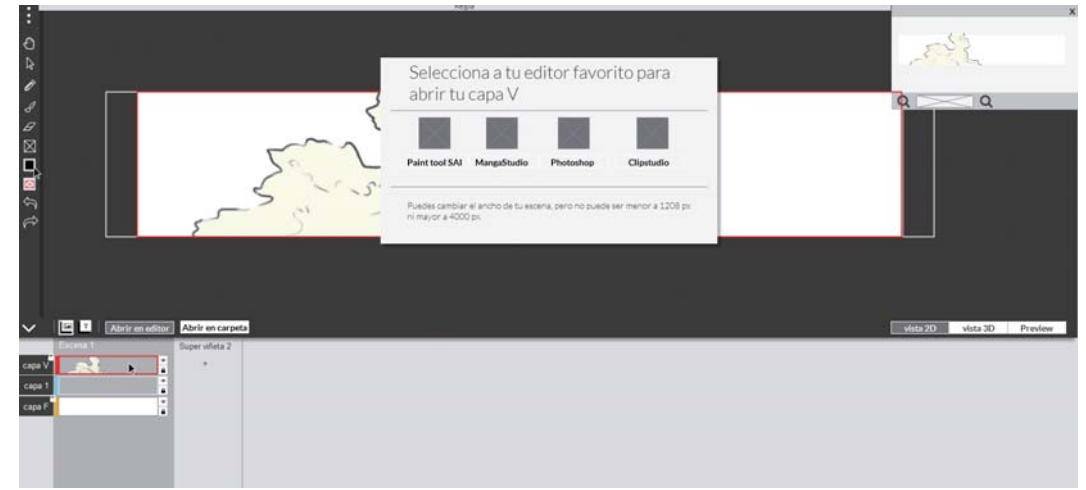 Regla
X
Selecciona a tu editor favorito para
abrir tu capa V
Paint tool SAI MangaStudio Photoshop Clipstudio
Puedes cambiar el ancho de tu escena, pero no puede ser menor a 1208 px
ni mayor a 4000 px.
T Abrir en editor Abrir en carpeta
vista 2D vista 3D Preview
Escena 1 Super viñeta 2
capa V
+
capa 1
capa F